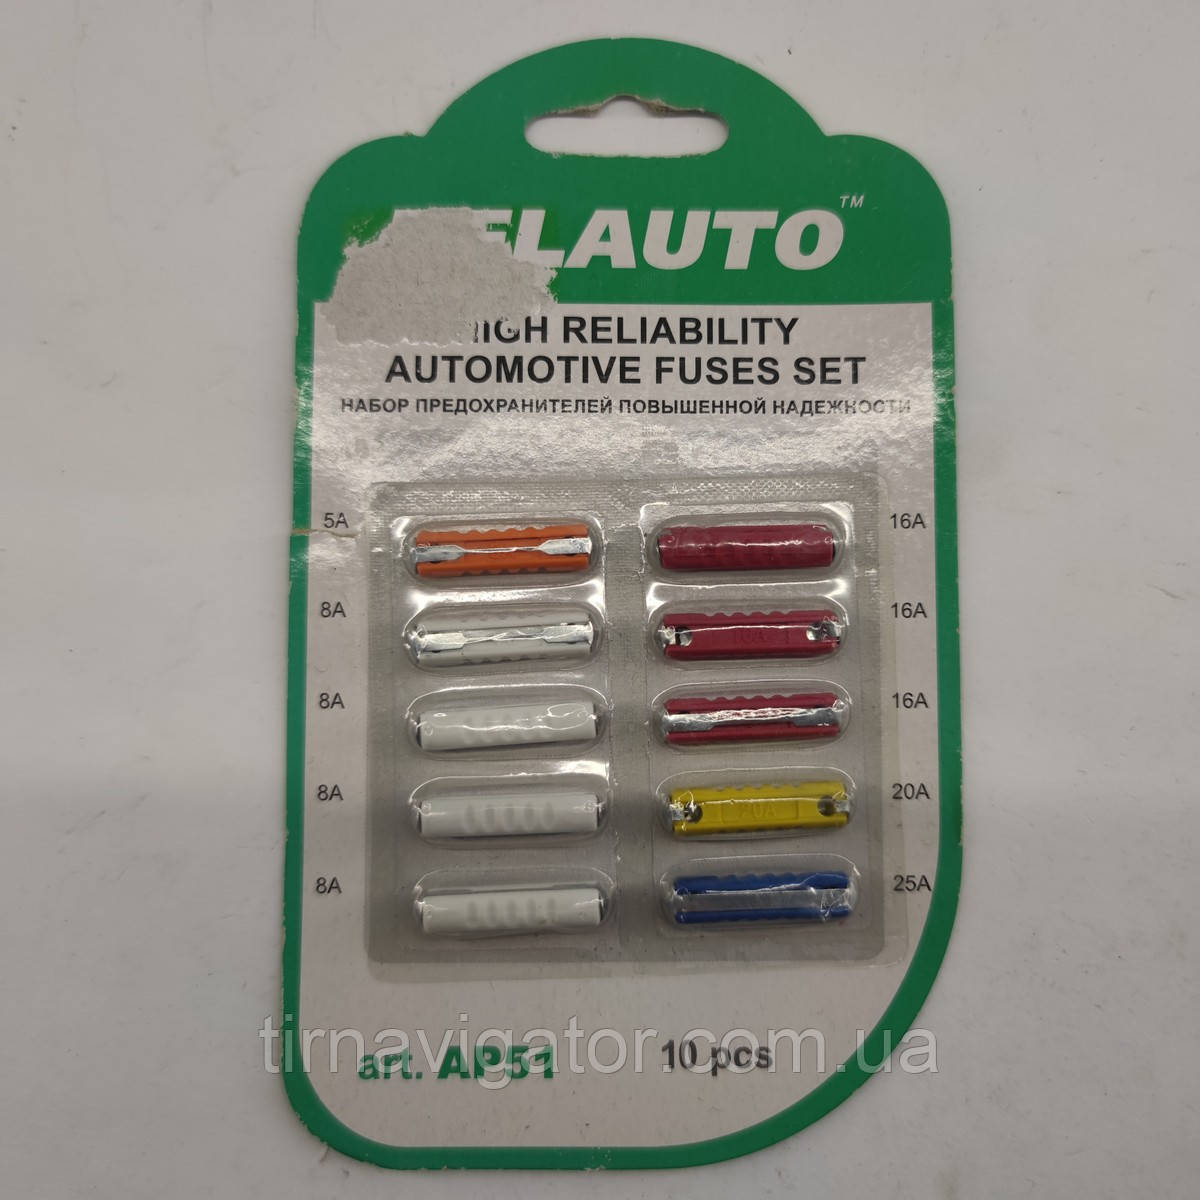 ELAUTO™
HIGH RELIABILITY
AUTOMOTIVE FUSES SET
НАБОР ПРЕДОХРАНИТЕЛЕЙ ПОВЫШЕННОЙ НАДЕЖНОСТИ
5A 16A
8A 16A
8A 16A
8A 20A
20A
8A 25A
art. AP51 10 pcs
tirnavigator.com.ua